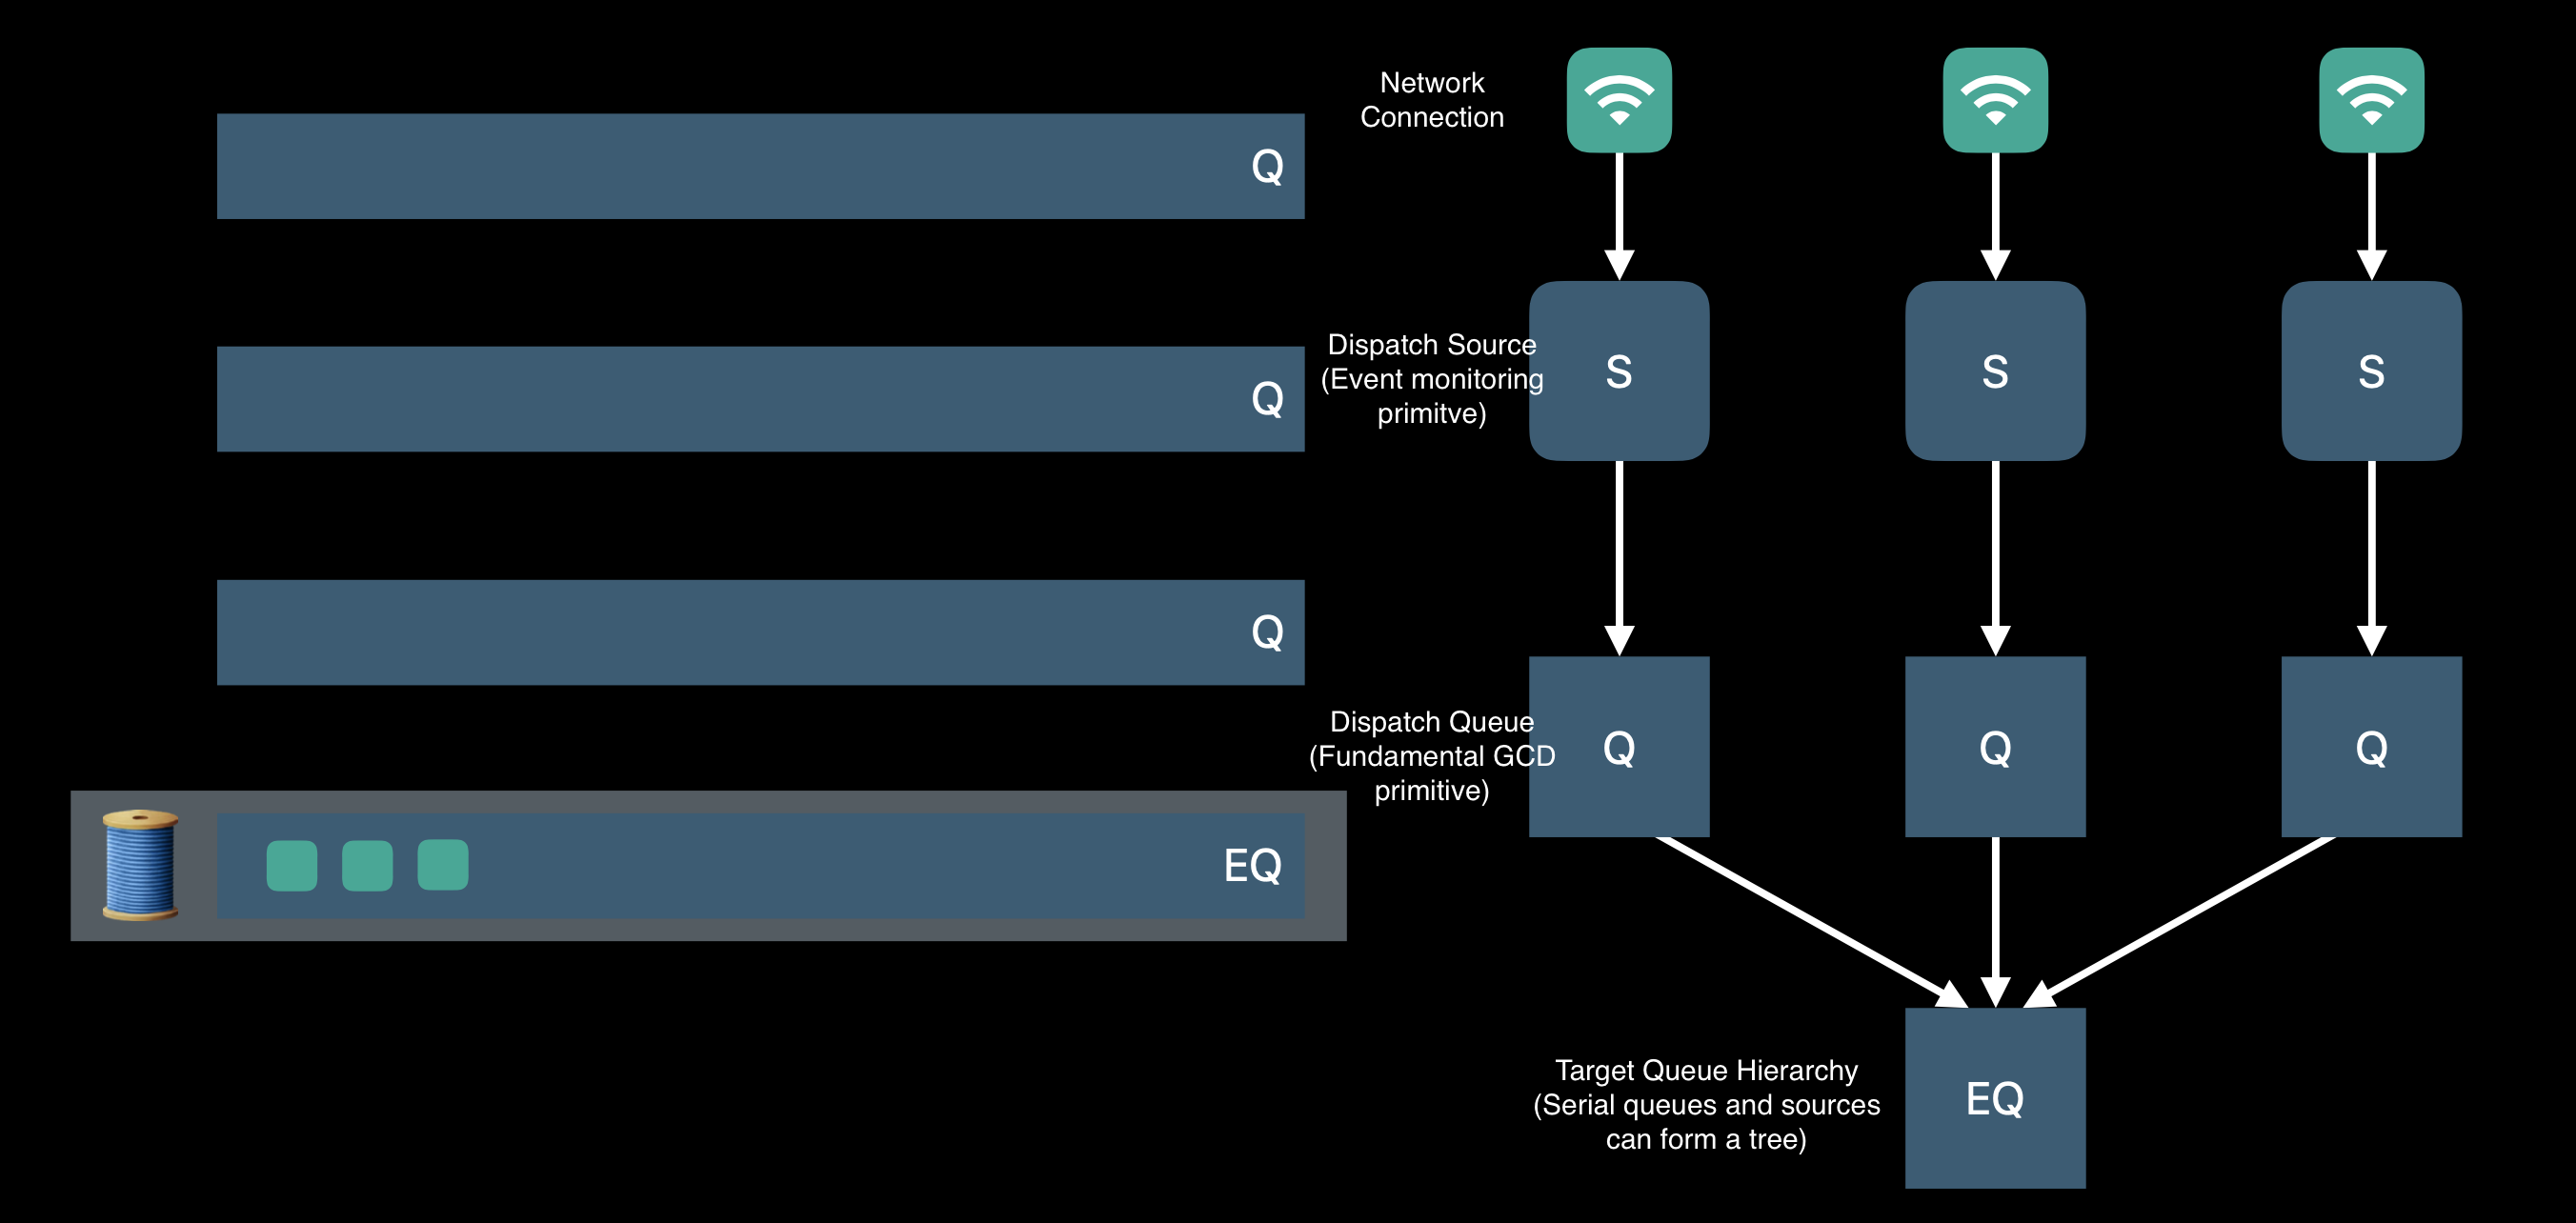 Q
Q
Q
EQ
Network
Connection
Dispatch Source
(Event monitoring
primitve)
S
S
S
Dispatch Queue
(Fundamental GCD
primitive)
Q
Q
Q
Target Queue Hierarchy
(Serial queues and sources
can form a tree)
EQ